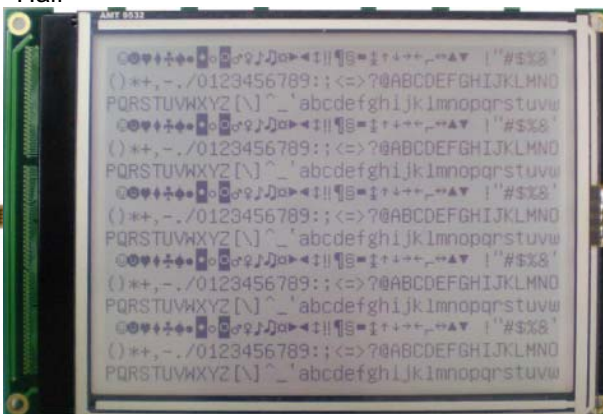 AMT 9532
☺☻♥♦♣♠•◘○◙♂♀♪♫☼►◄↕‼¶§▬↨↑↓→←∟↔▲▼ !"#$%&'
()*+,-./0123456789:;<=>?@ABCDEFGHIJKLMNO
PQRSTUVWXYZ[\]^_`abcdefghijklmnopqrstuvw
☺☻♥♦♣♠•◘○◙♂♀♪♫☼►◄↕‼¶§▬↨↑↓→←∟↔▲▼ !"#$%&'
()*+,-./0123456789:;<=>?@ABCDEFGHIJKLMNO
PQRSTUVWXYZ[\]^_`abcdefghijklmnopqrstuvw
☺☻♥♦♣♠•◘○◙♂♀♪♫☼►◄↕‼¶§▬↨↑↓→←∟↔▲▼ !"#$%&'
()*+,-./0123456789:;<=>?@ABCDEFGHIJKLMNO
PQRSTUVWXYZ[\]^_`abcdefghijklmnopqrstuvw
☺☻♥♦♣♠•◘○◙♂♀♪♫☼►◄↕‼¶§▬↨↑↓→←∟↔▲▼ !"#$%&'
()*+,-./0123456789:;<=>?@ABCDEFGHIJKLMNO
PQRSTUVWXYZ[\]^_`abcdefghijklmnopqrstuvw
☺☻♥♦♣♠•◘○◙♂♀♪♫☼►◄↕‼¶§▬↨↑↓→←∟↔▲▼ !"#$%&'
()*+,-./0123456789:;<=>?@ABCDEFGHIJKLMNO
PQRSTUVWXYZ[\]^_`abcdefghijklmnopqrstuvw